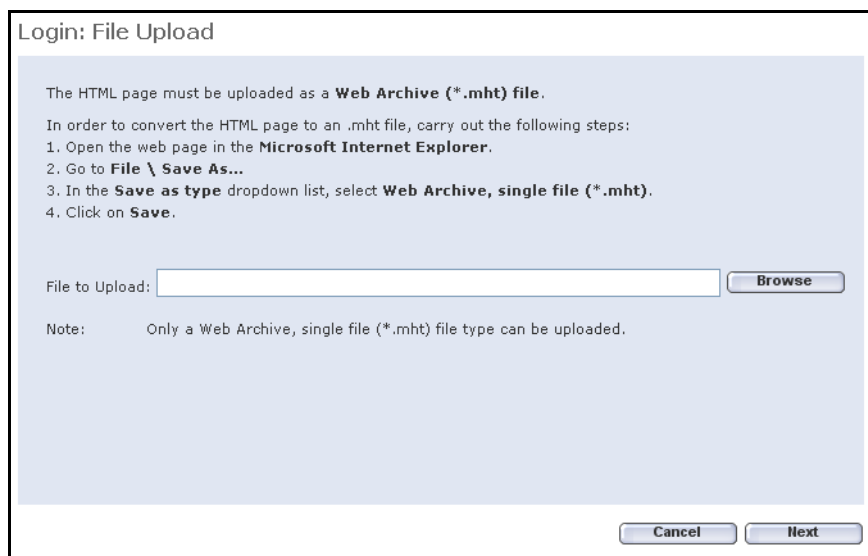 Login: File Upload
The HTML page must be uploaded as a Web Archive (*.mht) file.
In order to convert the HTML page to an .mht file, carry out the following steps:
1. Open the web page in the Microsoft Internet Explorer.
2. Go to File \ Save As...
3. In the Save as type dropdown list, select Web Archive, single file (*.mht).
4. Click on Save.
File to Upload: Browse
Note: Only a Web Archive, single file (*.mht) file type can be uploaded.
Cancel Next